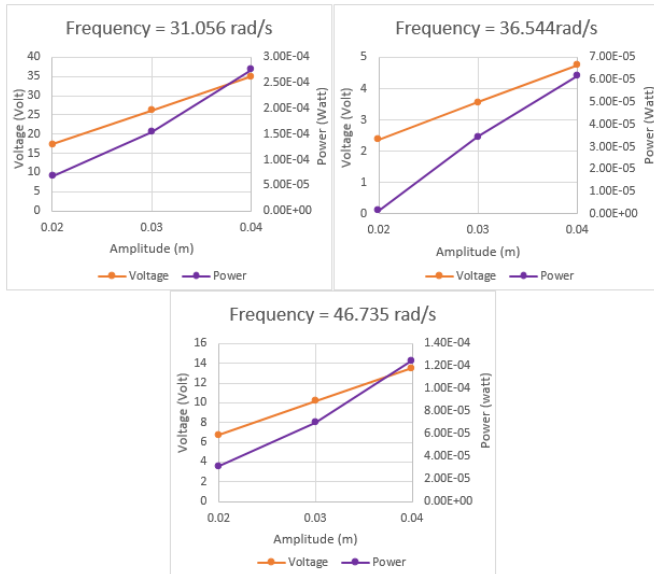 Frequency = 31.056 rad/s
40
35
30
25
20
15
10
5
0
Voltage (Volt)
3.00E-04
2.50E-04
2.00E-04
1.50E-04
1.00E-04
5.00E-05
0.00E+00
Power (Watt)
0.02 0.03 0.04
Amplitude (m)
Voltage Power
Frequency = 36.544rad/s
5
4
3
2
1
0
Voltage (Volt)
7.00E-05
6.00E-05
5.00E-05
4.00E-05
3.00E-05
2.00E-05
1.00E-05
0.00E+00
Power (Watt)
0.02 0.03 0.04
Amplitude (m)
Voltage Power
Frequency = 46.735 rad/s
16
14
12
10
8
6
4
2
0
Voltage (Volt)
1.40E-04
1.20E-04
1.00E-04
8.00E-05
6.00E-05
4.00E-05
2.00E-05
0.00E+00
Power (watt)
0.02 0.03 0.04
Amplitude (m)
Voltage Power